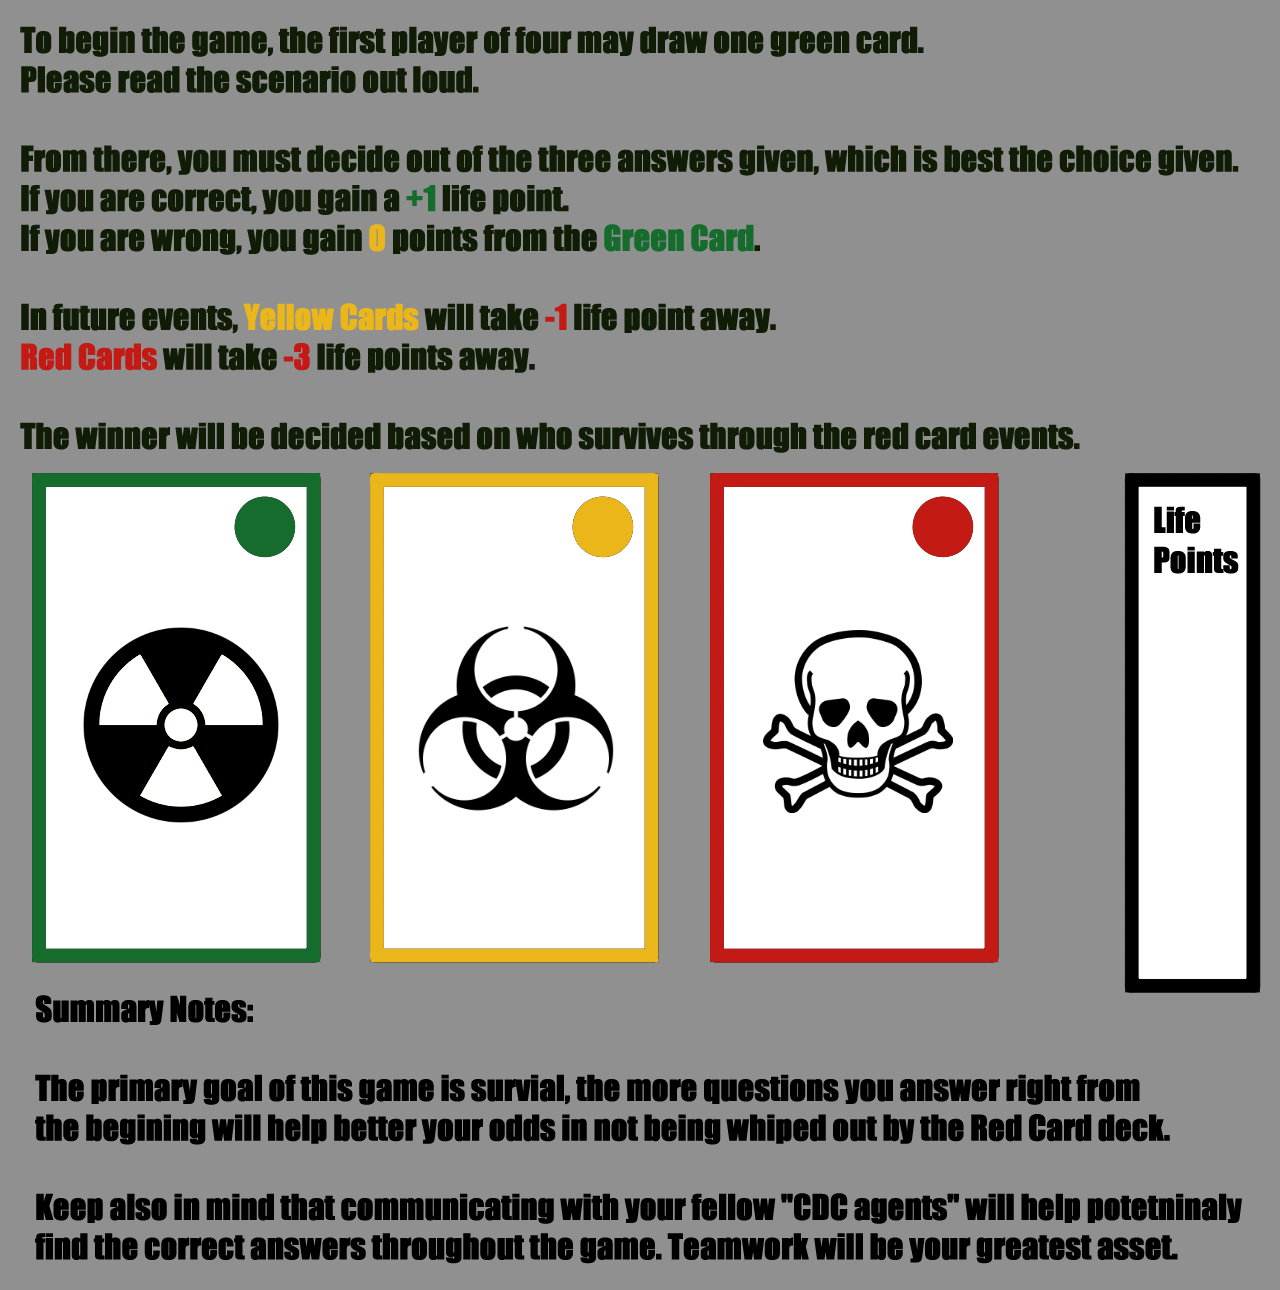 To begin the game, the first player of four may draw one green card.
Please read the scenario out loud.
From there, you must decide out of the three answers given, which is best the choice given.
If you are correct, you gain a +1 life point.
If you are wrong, you gain 0 points from the Green Card.
In future events, Yellow Cards will take -1 life point away.
Red Cards will take -3 life points away.
The winner will be decided based on who survives through the red card events.
Life
Points
Summary Notes:
The primary goal of this game is survial, the more questions you answer right from
the begining will help better your odds in not being whiped out by the Red Card deck.
Keep also in mind that communicating with your fellow "CDC agents" will help potetninaly
find the correct answers throughout the game. Teamwork will be your greatest asset.